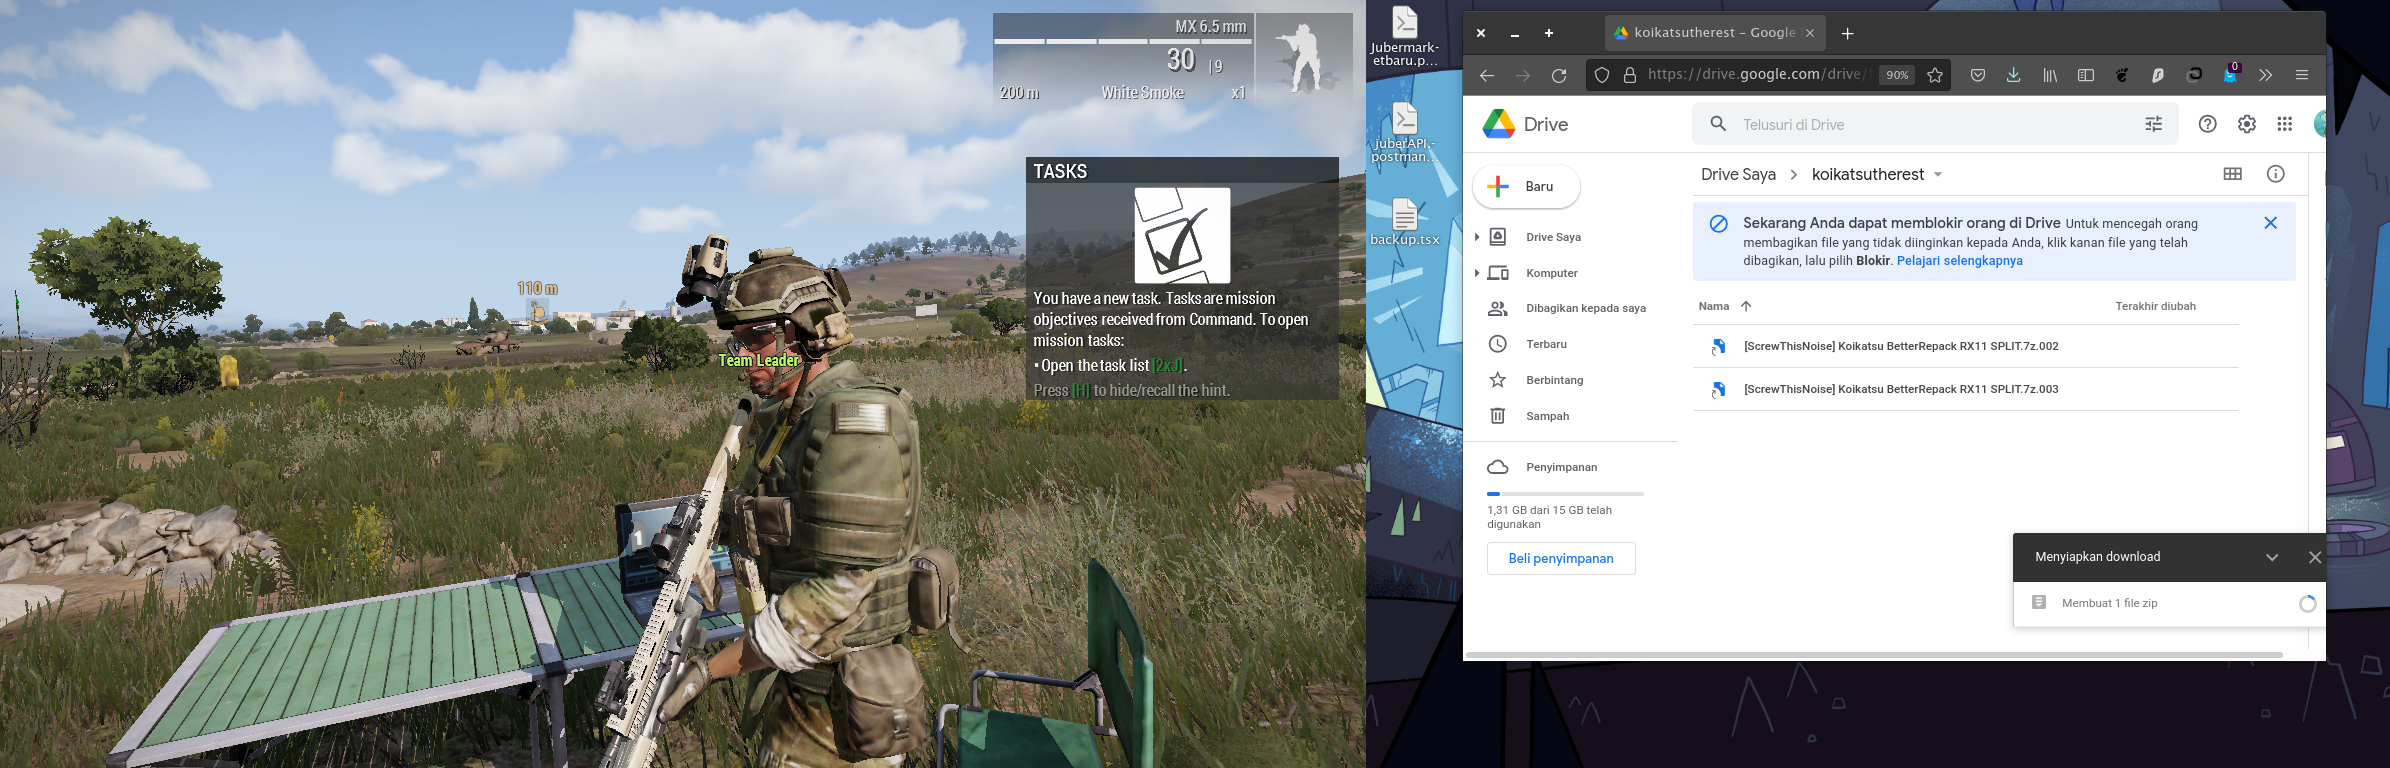 MX 6.5 mm
30 | 9
200 m White Smoke x1
TASKS
You have a new task. Tasks are mission
objectives received from Command. To open
mission tasks:
• Open the task list [2xJ].
Press [H] to hide/recall the hint.
110 m
Team Leader
1
Jubermark-
etbaru.p...
juberAPI.-
postman...
backup.tsx
koikatsutherest – Google
https://drive.google.com/drive/
90%
0
Drive
Telusuri di Drive
Baru
Drive Saya
Komputer
Dibagikan kepada saya
Terbaru
Berbintang
Sampah
Penyimpanan
1,31 GB dari 15 GB telah
digunakan
Beli penyimpanan
Drive Saya > koikatsutherest
Sekarang Anda dapat memblokir orang di Drive Untuk mencegah orang
membagikan file yang tidak diinginkan kepada Anda, klik kanan file yang telah
dibagikan, lalu pilih Blokir. Pelajari selengkapnya
Nama Terakhir diubah
[ScrewThisNoise] Koikatsu BetterRepack RX11 SPLIT.7z.002
[ScrewThisNoise] Koikatsu BetterRepack RX11 SPLIT.7z.003
Menyiapkan download
Membuat 1 file zip